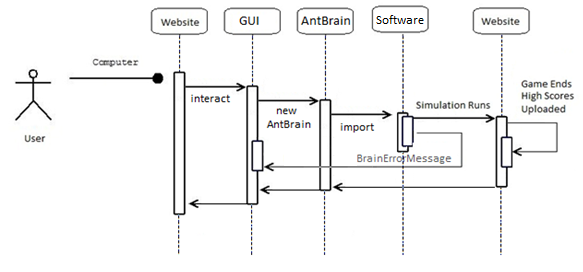 Website
GUI
AntBrain
Software
Website
Computer
User
interact
new
AntBrain
import
Simulation Runs
Game Ends
High Scores
Uploaded
BrainErrorMessage